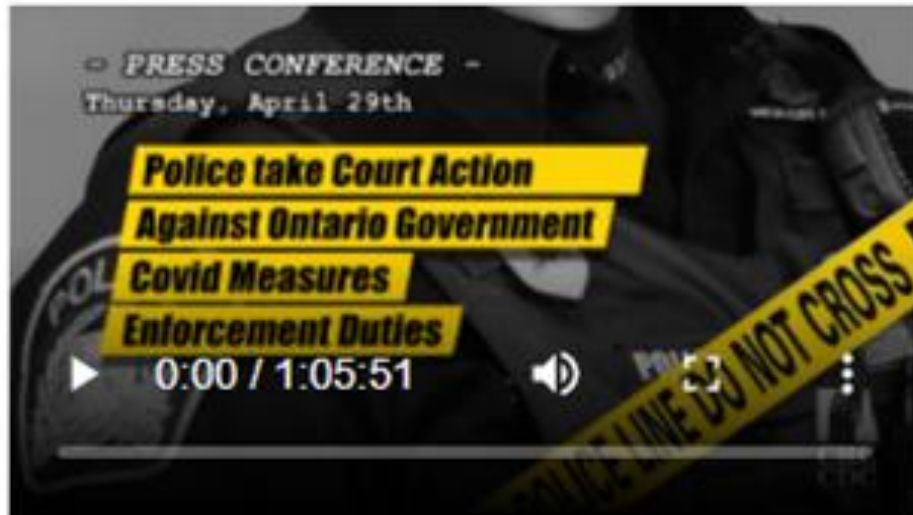 - PRESS CONFERENCE -
Thursday, April 29th
Police take Court Action
Against Ontario Government
Covid Measures
Enforcement Duties
POL
0:00 / 1:05:51
POLICE LINE DO NOT CROSS